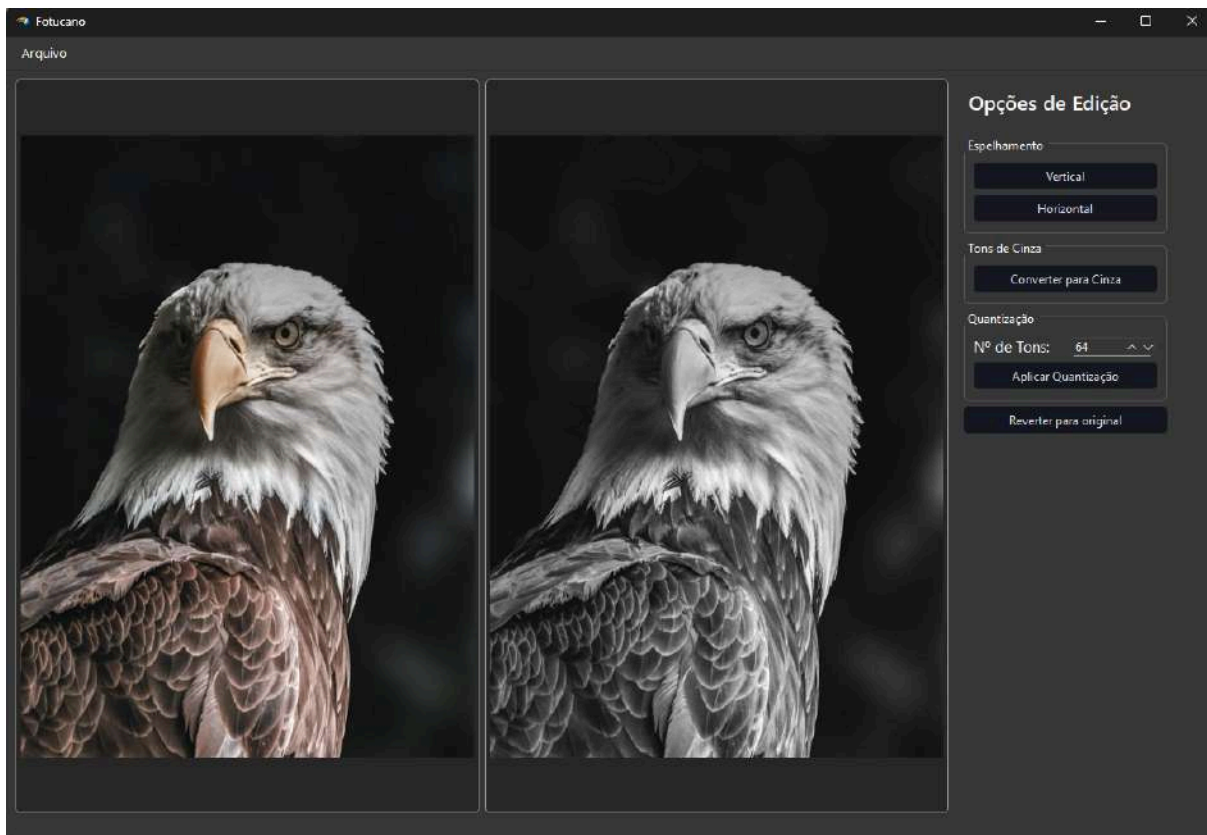 Fotucano
Arquivo
Opções de Edição
Espelhamento
Vertical
Horizontal
Tons de Cinza
Converter para Cinza
Quantização
Nº de Tons: 64
Aplicar Quantização
Reverter para original